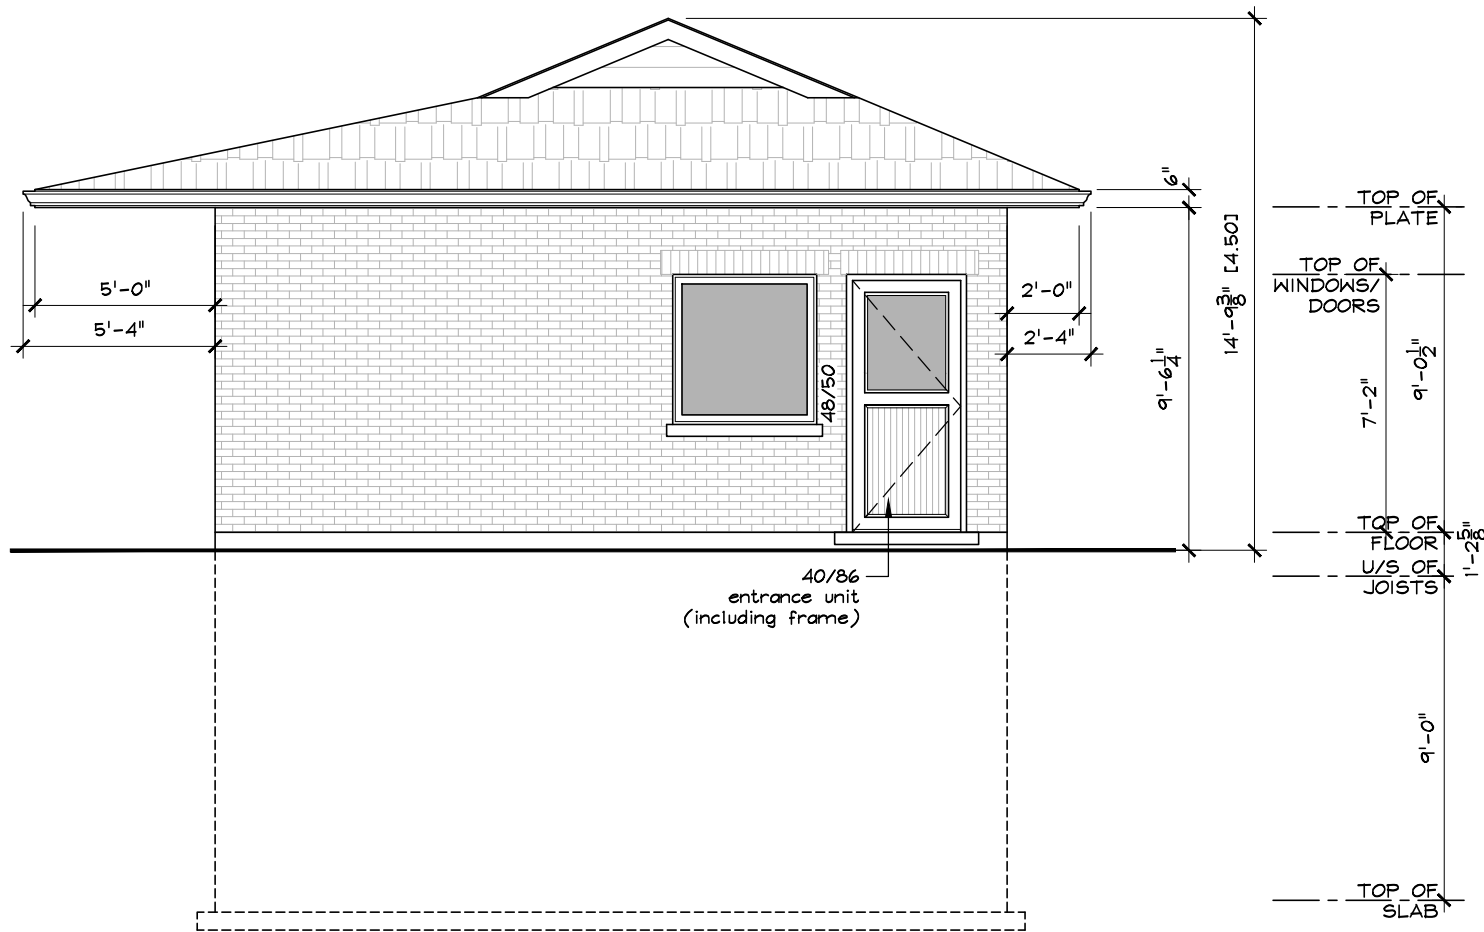 6"
TOP OF
PLATE
14'-9 3/8" [4.50]
TOP OF
WINDOWS/
DOORS
5'-0"
2'-0"
5'-4"
2'-4"
9'-6 1/4"
7'-2"
9'-0 1/2"
48/50
TOP OF
FLOOR
1'-2 5/8"
U/S OF
JOISTS
40/86
entrance unit
(including frame)
9'-0"
TOP OF
SLAB